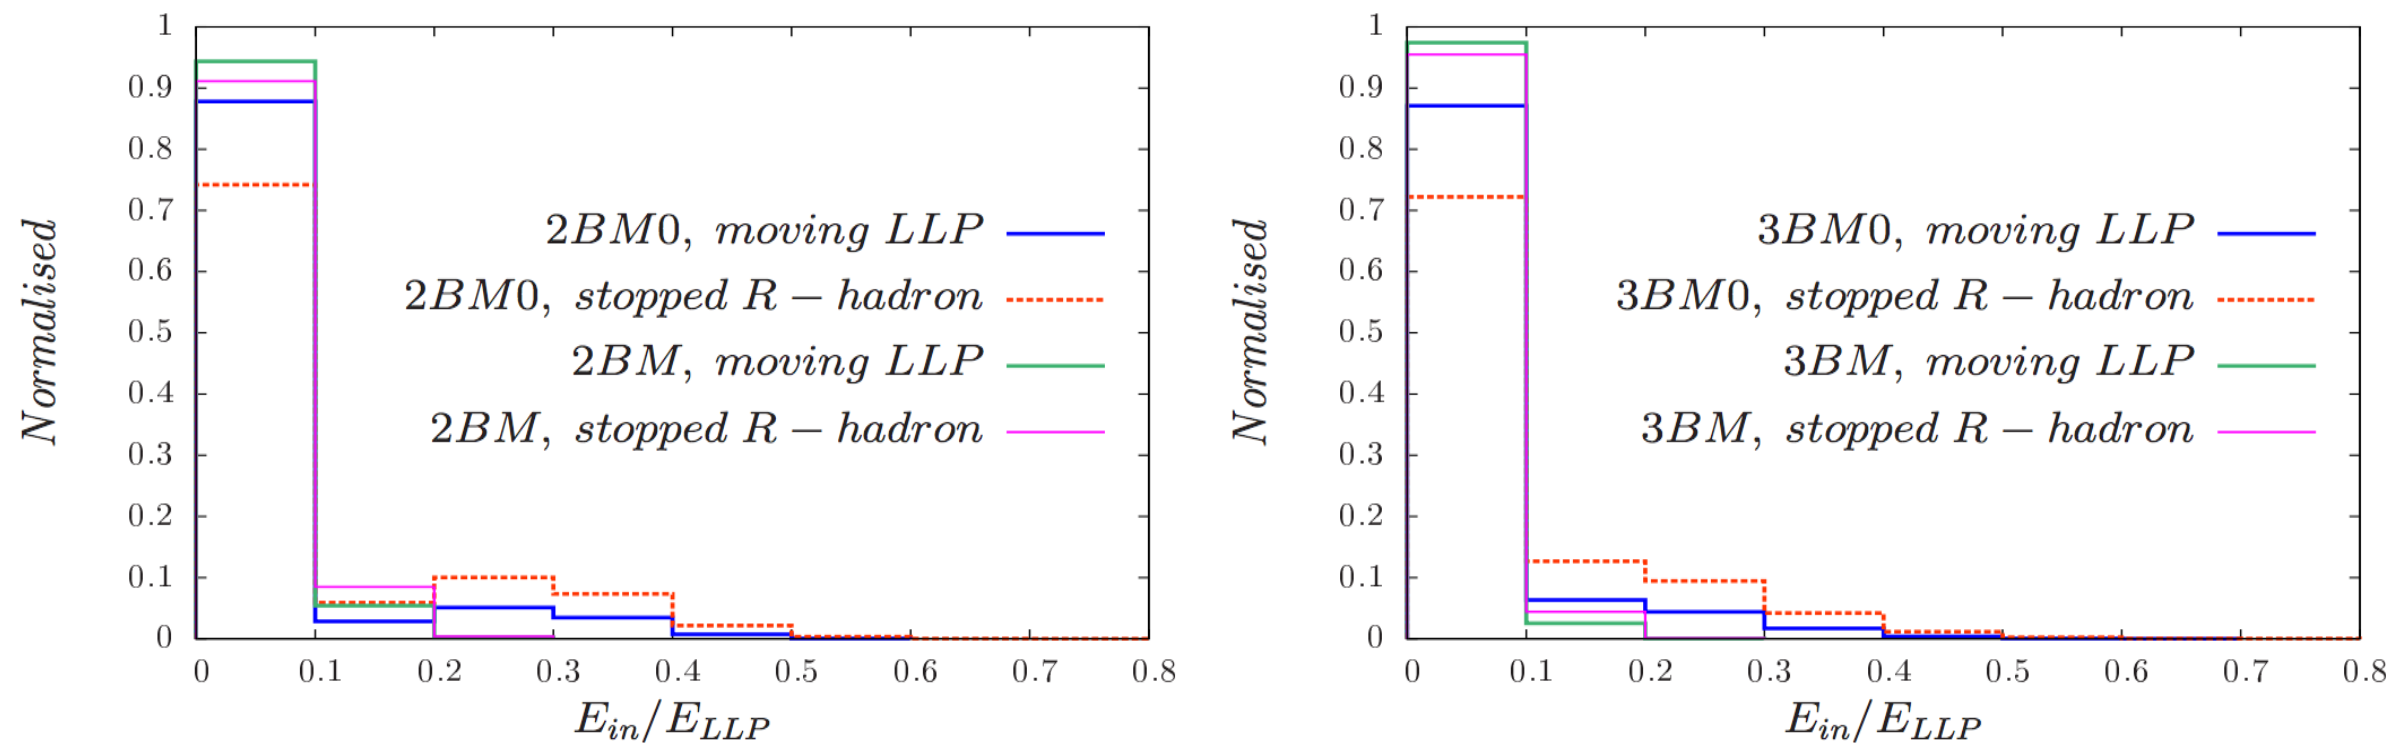 Normalised
1
0.9
0.8
0.7
0.6
0.5
0.4
0.3
0.2
0.1
0
2BM0, moving LLP
2BM0, stopped R − hadron
2BM, moving LLP
2BM, stopped R − hadron
0 0.1 0.2 0.3 0.4 0.5 0.6 0.7 0.8
E_in/E_LLP
Normalised
1
0.9
0.8
0.7
0.6
0.5
0.4
0.3
0.2
0.1
0
3BM0, moving LLP
3BM0, stopped R − hadron
3BM, moving LLP
3BM, stopped R − hadron
0 0.1 0.2 0.3 0.4 0.5 0.6 0.7 0.8
E_in/E_LLP